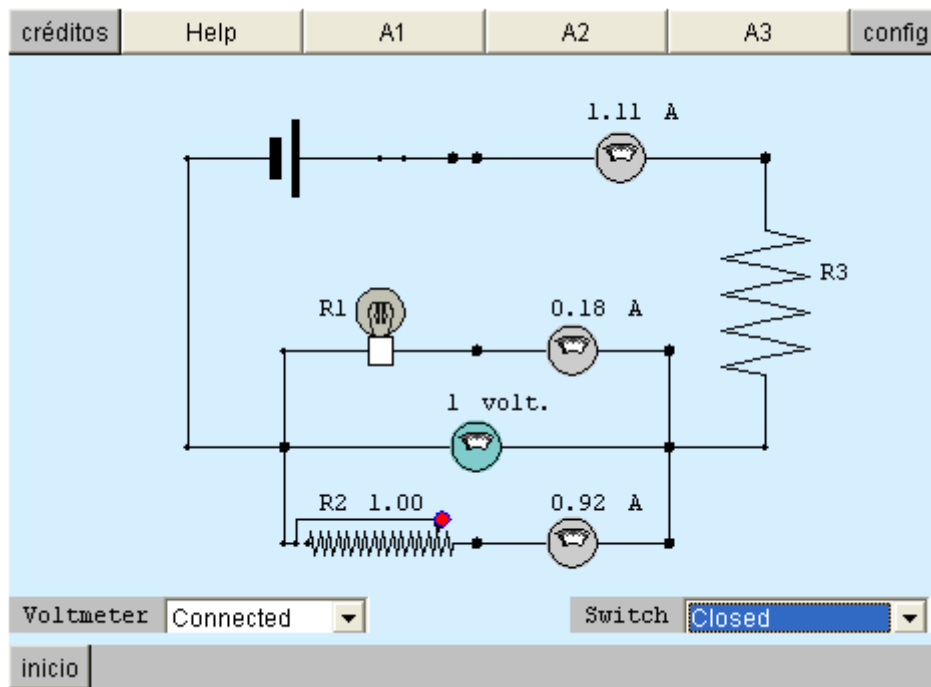 créditos Help A1 A2 A3 config
1.11 A
R3
R1 0.18 A
1 volt.
R2 1.00 0.92 A
Voltmeter Connected Switch Closed
inicio